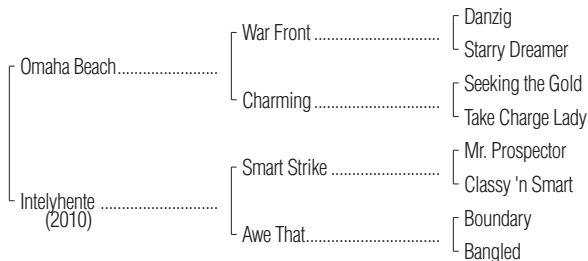 Danzig
War Front ...............................
Starry Dreamer
Omaha Beach.........................
Seeking the Gold
Charming ...............................
Take Charge Lady
Mr. Prospector
Smart Strike ...........................
Classy 'n Smart
Intelyhente .............................
(2010)
Boundary
Awe That.................................
Bangled